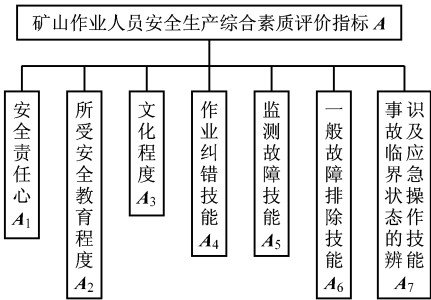 矿山作业人员安全生产综合素质评价指标 A
安全责任心 A1
所受安全教育程度 A2
文化程度 A3
作业纠错技能 A4
监测故障技能 A5
一般故障排除技能 A6
事故临界状态的辨
识及应急操作技能 A7